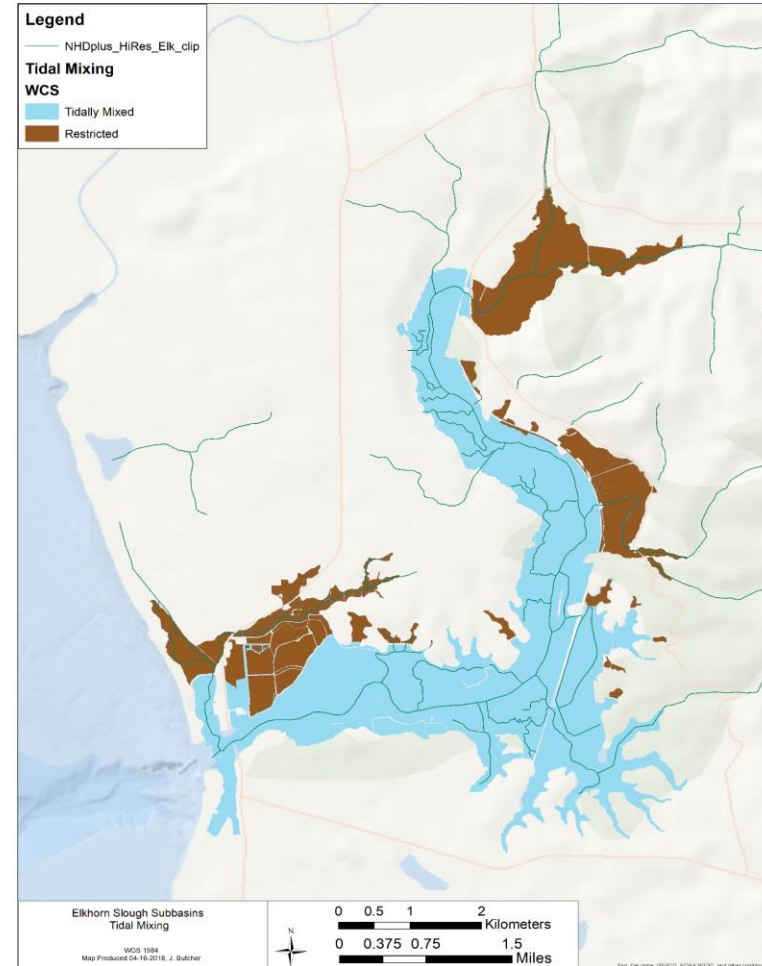 Legend
NHDplus_HiRes_Elk_clip
Tidal Mixing
WCS
Tidally Mixed
Restricted
Elkhorn Slough Subbasins
Tidal Mixing
WGS 1984
Map Produced 04-16-2018, J. Butcher
N
0 0.5 1 2
Kilometers
0 0.375 0.75 1.5
Miles